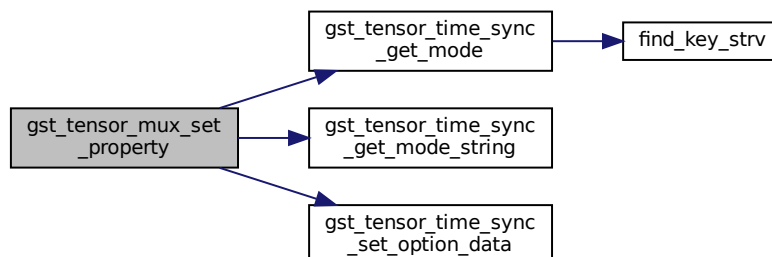 gst_tensor_mux_set
_property
gst_tensor_time_sync
_get_mode
find_key_strv
gst_tensor_time_sync
_get_mode_string
gst_tensor_time_sync
_set_option_data